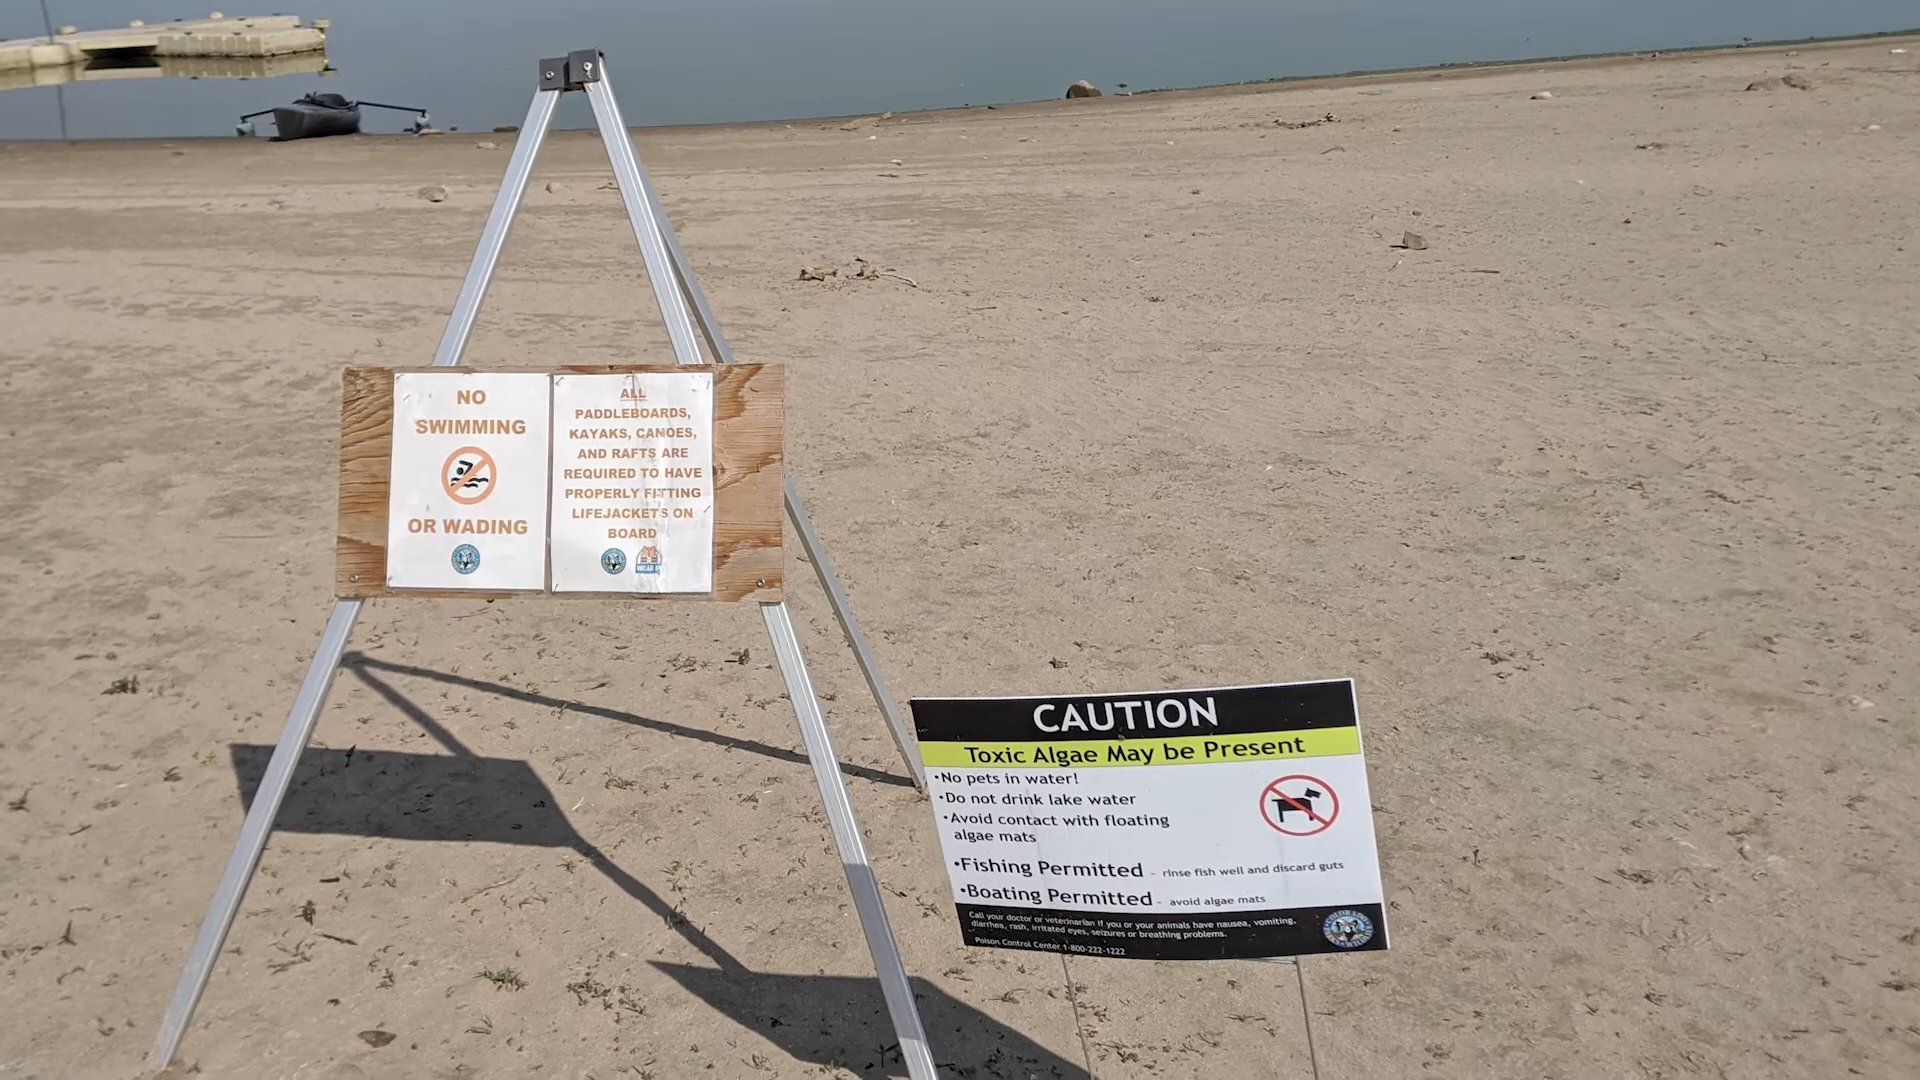 NO
SWIMMING
OR WADING
ALL
PADDLEBOARDS,
KAYAKS, CANOES,
AND RAFTS ARE
REQUIRED TO HAVE
PROPERLY FITTING
LIFEJACKETS ON
BOARD
WEAR IT
CAUTION
Toxic Algae May be Present
•No pets in water!
•Do not drink lake water
•Avoid contact with floating
algae mats
•Fishing Permitted - rinse fish well and discard guts
•Boating Permitted - avoid algae mats
Call your doctor or veterinarian if you or your animals have nausea, vomiting,
diarrhea, rash, irritated eyes, seizures or breathing problems.
Poison Control Center 1-800-222-1222
COLORADO